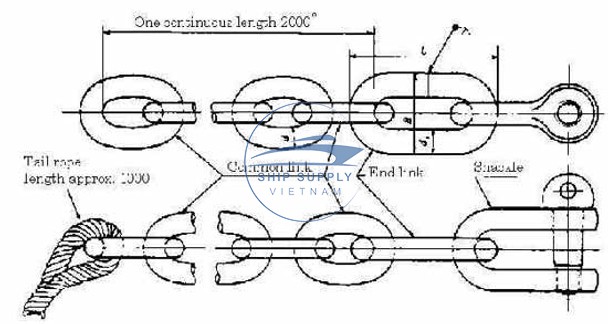 One continuous length 2000°
Tail rope
length approx. 1000
Common link
End link
Shackle
SHIP SUPPLY
VIETNAM